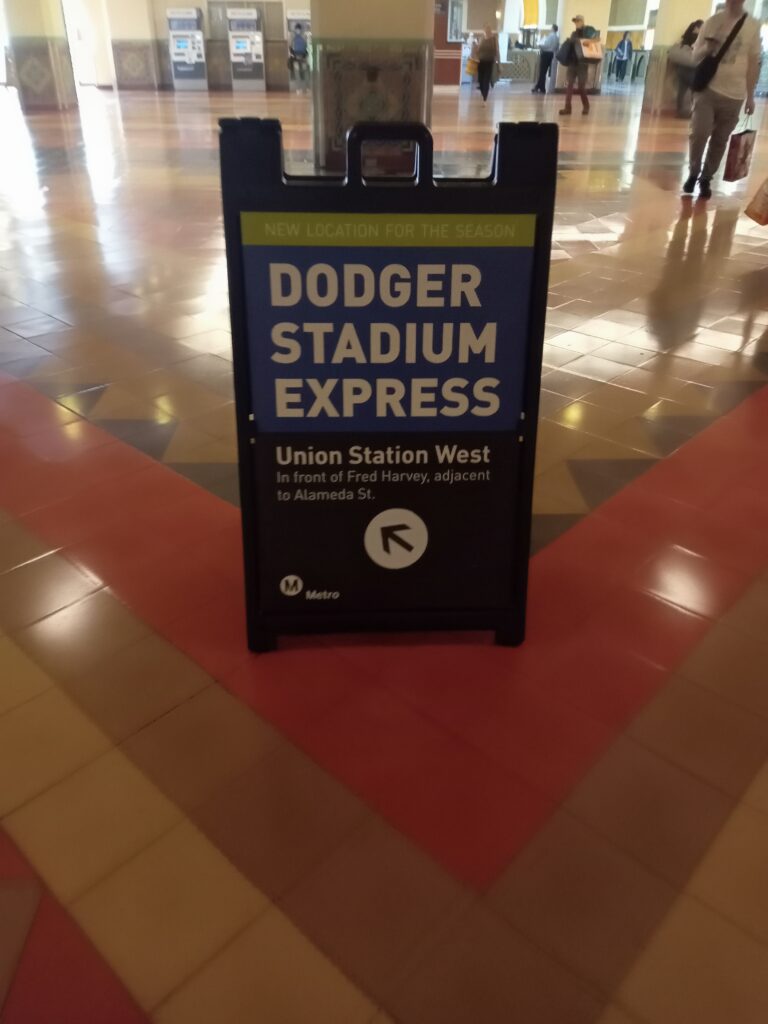 NEW LOCATION FOR THE SEASON
DODGER
STADIUM
EXPRESS
Union Station West
In front of Fred Harvey, adjacent
to Alameda St.
M
Metro